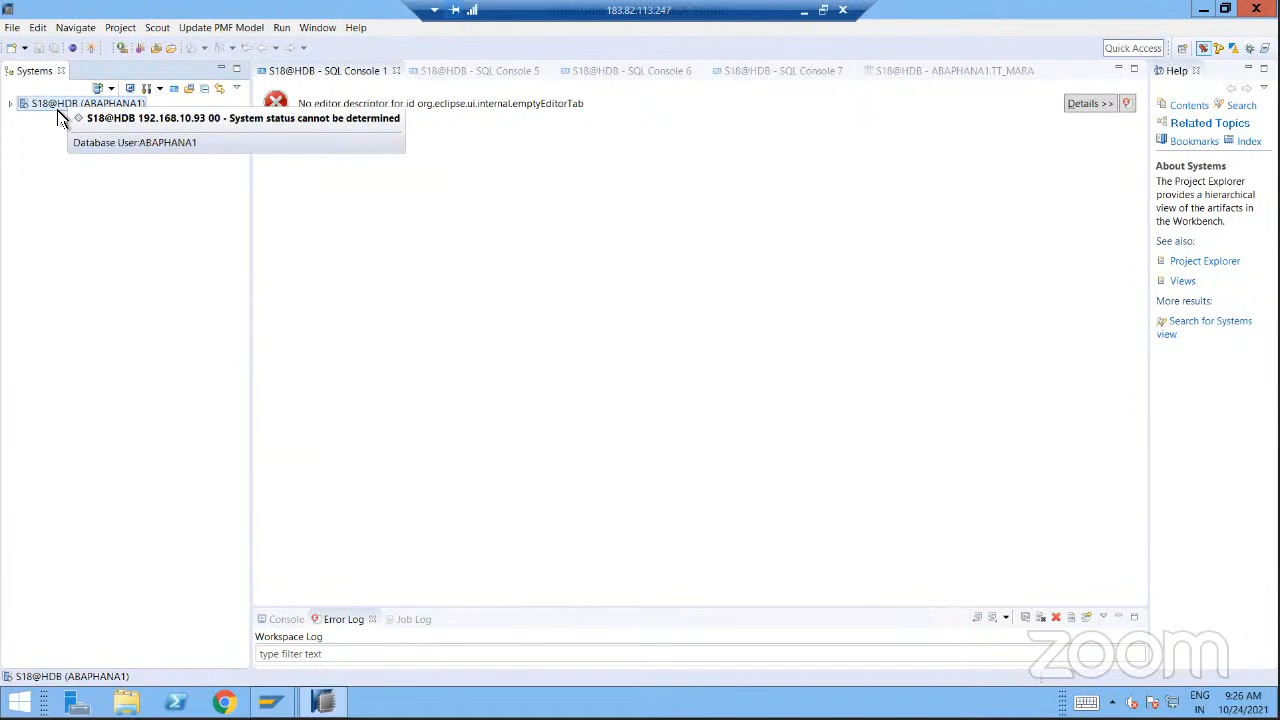 183.82.113.247
File Edit Navigate Project Scout Update PMF Model Run Window Help
Quick Access
Systems
S18@HDB - SQL Console 1
S18@HDB - SQL Console 5
S18@HDB - SQL Console 6
S18@HDB - SQL Console 7
S18@HDB - ABAPHANA1.TT_MARA
Help
S18@HDB (ABAPHANA1)
No editor descriptor for id org.eclipse.ui.internal.emptyEditorTab
Details >>
Contents Search
S18@HDB 192.168.10.93 00 - System status cannot be determined
Related Topics
Database User:ABAPHANA1
Bookmarks Index
About Systems
The Project Explorer
provides a hierarchical
view of the artifacts in
the Workbench.
See also:
Project Explorer
Views
More results:
Search for Systems
view
Console Error Log Job Log
Workspace Log
type filter text
zoom
S18@HDB (ABAPHANA1)
ENG 9:26 AM
IN 10/24/2021